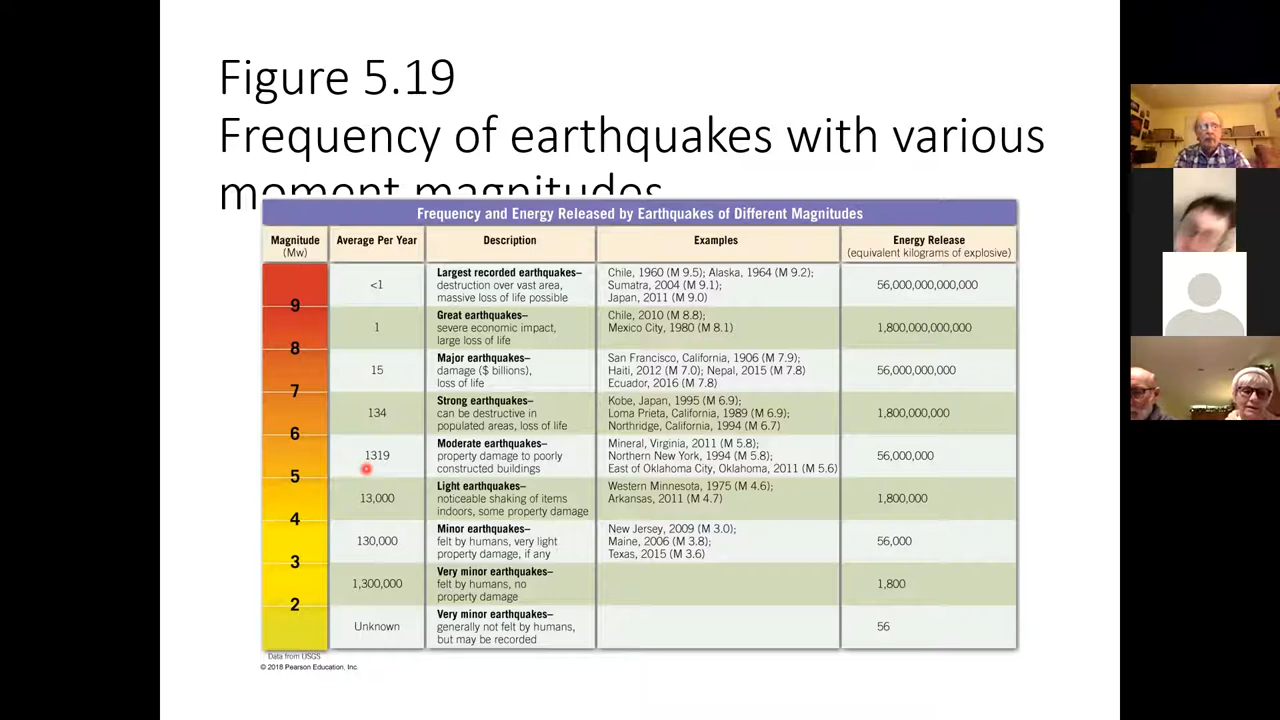 Figure 5.19
Frequency of earthquakes with various
moment magnitudes
Frequency and Energy Released by Earthquakes of Different Magnitudes
Magnitude
(Mw)
Average Per Year
Description
Examples
Energy Release
(equivalent kilograms of explosive)
<1
Largest recorded earthquakes–
destruction over vast area,
massive loss of life possible
Chile, 1960 (M 9.5); Alaska, 1964 (M 9.2);
Sumatra, 2004 (M 9.1);
Japan, 2011 (M 9.0)
56,000,000,000,000
9
1
Great earthquakes–
severe economic impact,
large loss of life
Chile, 2010 (M 8.8);
Mexico City, 1980 (M 8.1)
1,800,000,000,000
8
15
Major earthquakes–
damage ($ billions),
loss of life
San Francisco, California, 1906 (M 7.9);
Haiti, 2012 (M 7.0); Nepal, 2015 (M 7.8)
Ecuador, 2016 (M 7.8)
56,000,000,000
7
134
Strong earthquakes–
can be destructive in
populated areas, loss of life
Kobe, Japan, 1995 (M 6.9);
Loma Prieta, California, 1989 (M 6.9);
Northridge, California, 1994 (M 6.7)
1,800,000,000
6
1319
Moderate earthquakes–
property damage to poorly
constructed buildings
Mineral, Virginia, 2011 (M 5.8);
Northern New York, 1994 (M 5.8);
East of Oklahoma City, Oklahoma, 2011 (M 5.6)
56,000,000
5
13,000
Light earthquakes–
noticeable shaking of items
indoors, some property damage
Western Minnesota, 1975 (M 4.6);
Arkansas, 2011 (M 4.7)
1,800,000
4
130,000
Minor earthquakes–
felt by humans, very light
property damage, if any
New Jersey, 2009 (M 3.0);
Maine, 2006 (M 3.8);
Texas, 2015 (M 3.6)
56,000
3
1,300,000
Very minor earthquakes–
felt by humans, no
property damage
1,800
2
Unknown
Very minor earthquakes–
generally not felt by humans,
but may be recorded
56
Data from USGS
© 2018 Pearson Education, Inc.